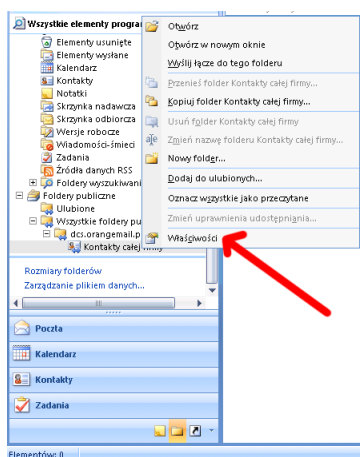 Wszystkie elementy progra
Elementy usunięte
Elementy wysłane
Kalendarz
Kontakty
Notatki
Skrzynka nadawcza
Skrzynka odbiorcza
Wersje robocze
Wiadomości-śmieci
Zadania
Źródła danych RSS
Foldery wyszukiwani
Foldery publiczne
Ulubione
Wszystkie foldery pu
dcs.orangemail.p
Kontakty całej firmy
Otwórz
Otwórz w nowym oknie
Wyślij łącze do tego folderu
Przenieś folder Kontakty całej firmy...
Kopiuj folder Kontakty całej firmy...
Usuń folder Kontakty całej firmy
Zmień nazwę folderu Kontakty całej firmy...
Nowy folder...
Dodaj do ulubionych...
Oznacz wszystkie jako przeczytane
Zmień uprawnienia udostępniania...
Właściwości
Rozmiary folderów
Zarządzanie plikiem danych...
Poczta
Kalendarz
Kontakty
Zadania
Elementów: 0